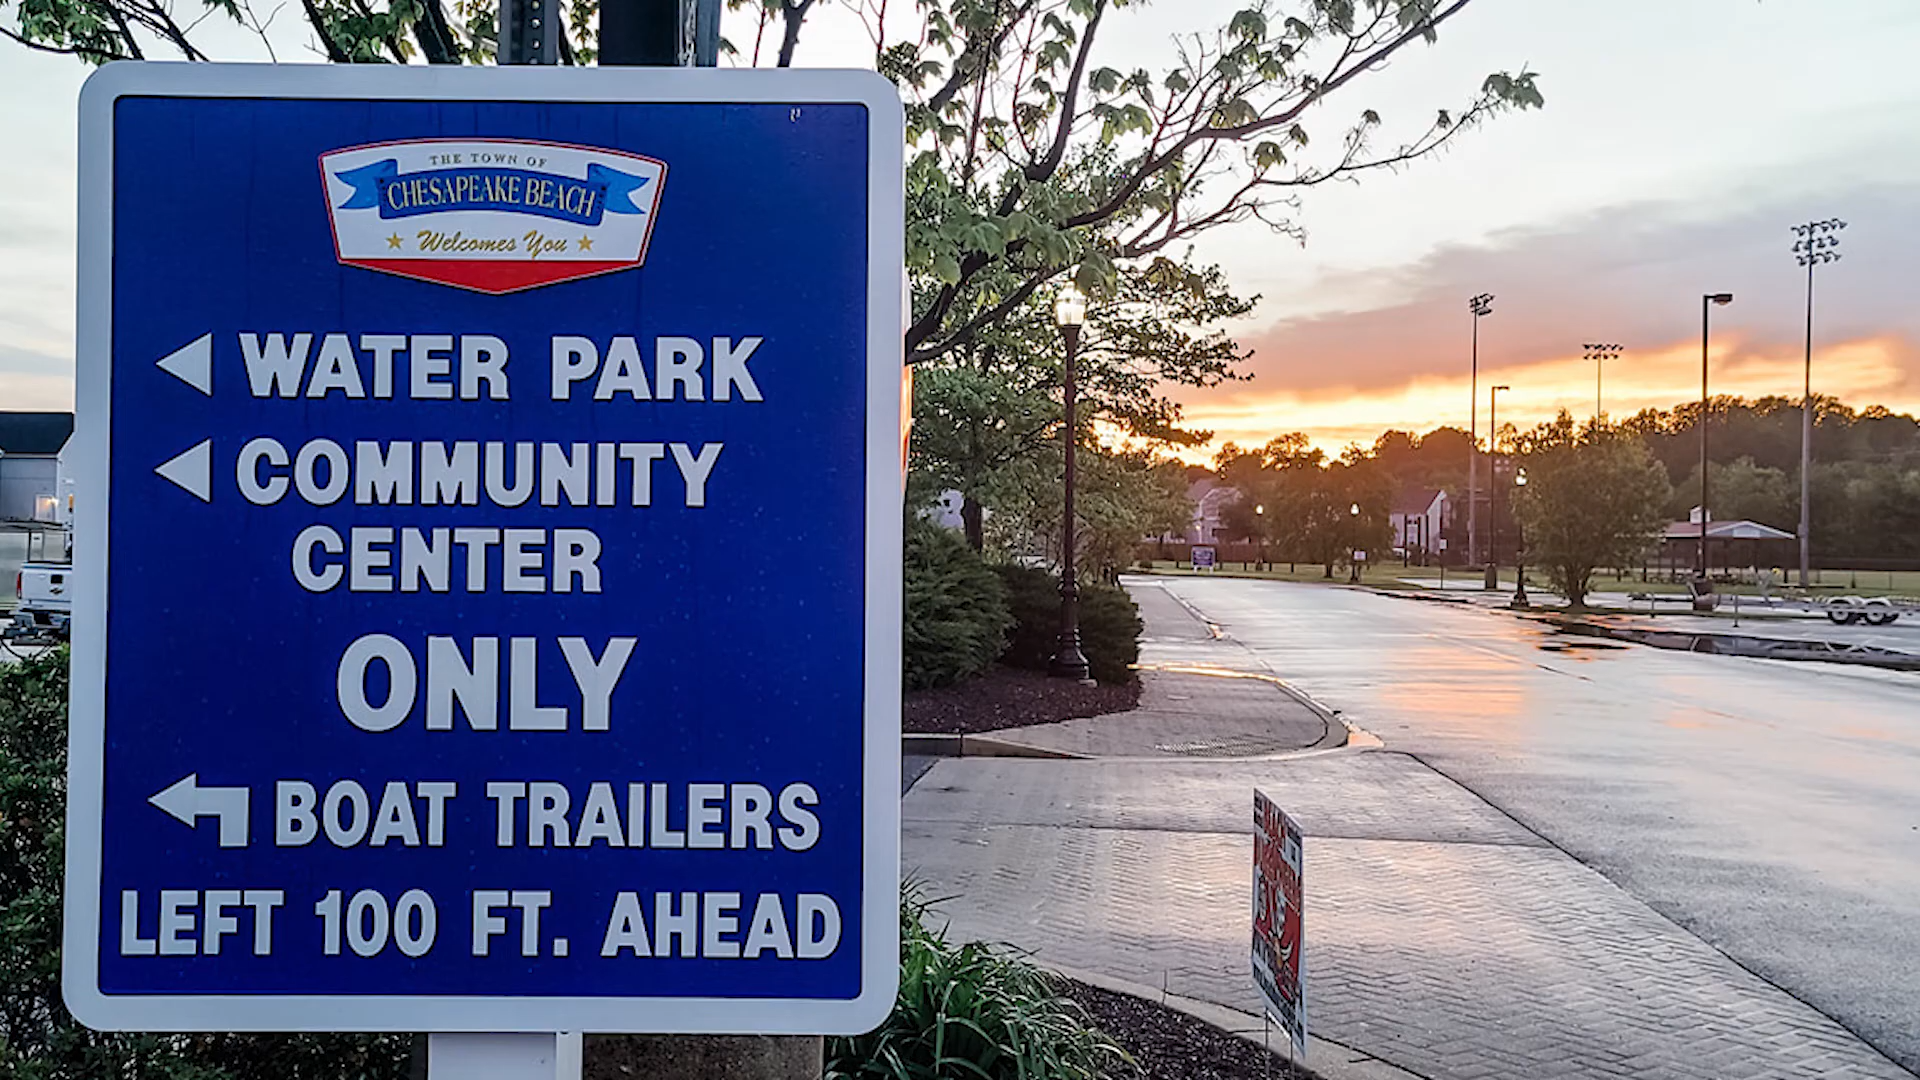 THE TOWN OF
CHESAPEAKE BEACH
Welcomes You
WATER PARK
COMMUNITY
CENTER
ONLY
BOAT TRAILERS
LEFT 100 FT. AHEAD